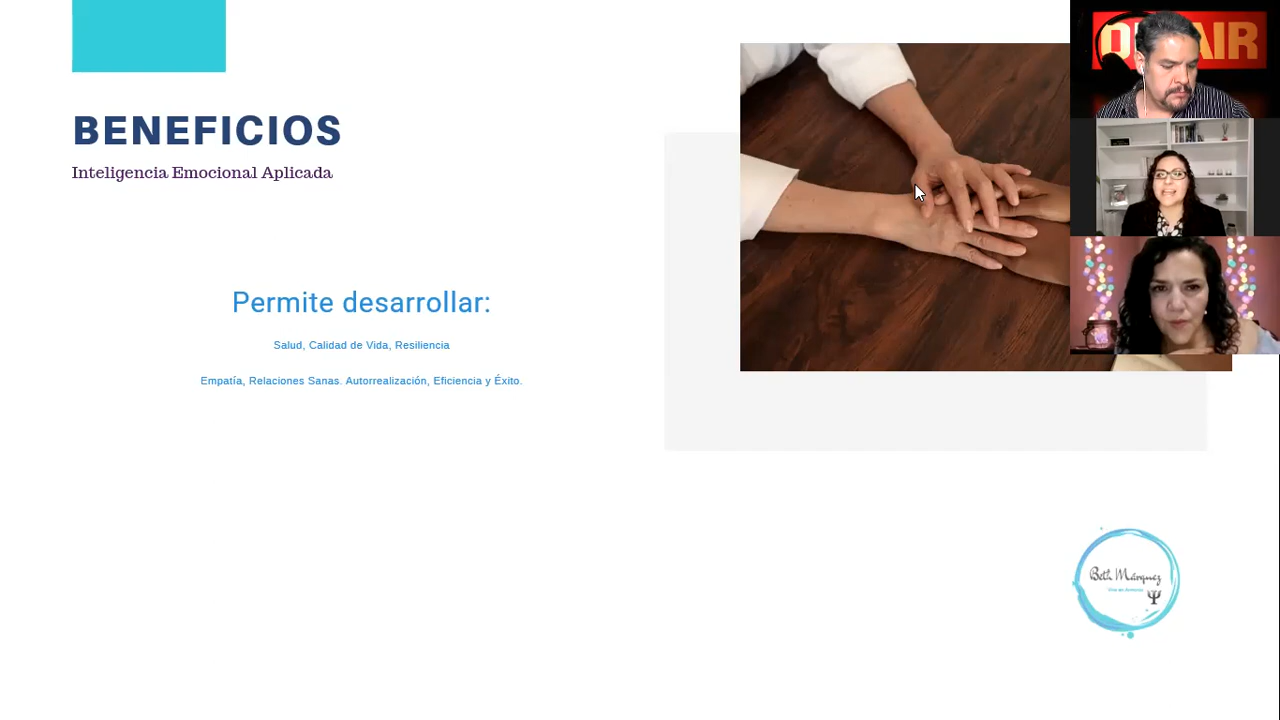 BENEFICIOS
Inteligencia Emocional Aplicada
Permite desarrollar:
Salud, Calidad de Vida, Resiliencia
Empatía, Relaciones Sanas. Autorrealización, Eficiencia y Éxito.
AIR
Beth Márquez